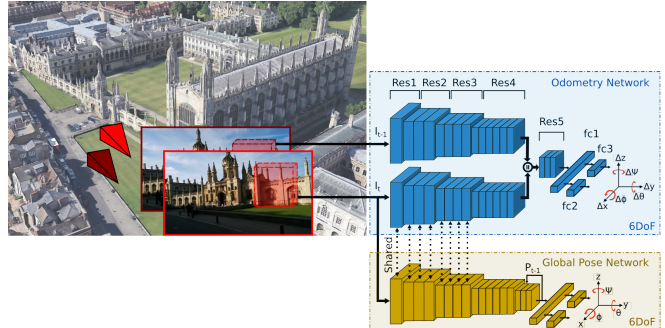 Odometry Network
Res1 Res2 Res3 Res4
Res5
fc1
fc3
fc2
I_{t-1}
I_t
Δz
ΔΨ
Δy
Δθ
Δx
Δϕ
6DoF
Shared
Global Pose Network
P_{t-1}
z
Ψ
y
θ
x
ϕ
6DoF